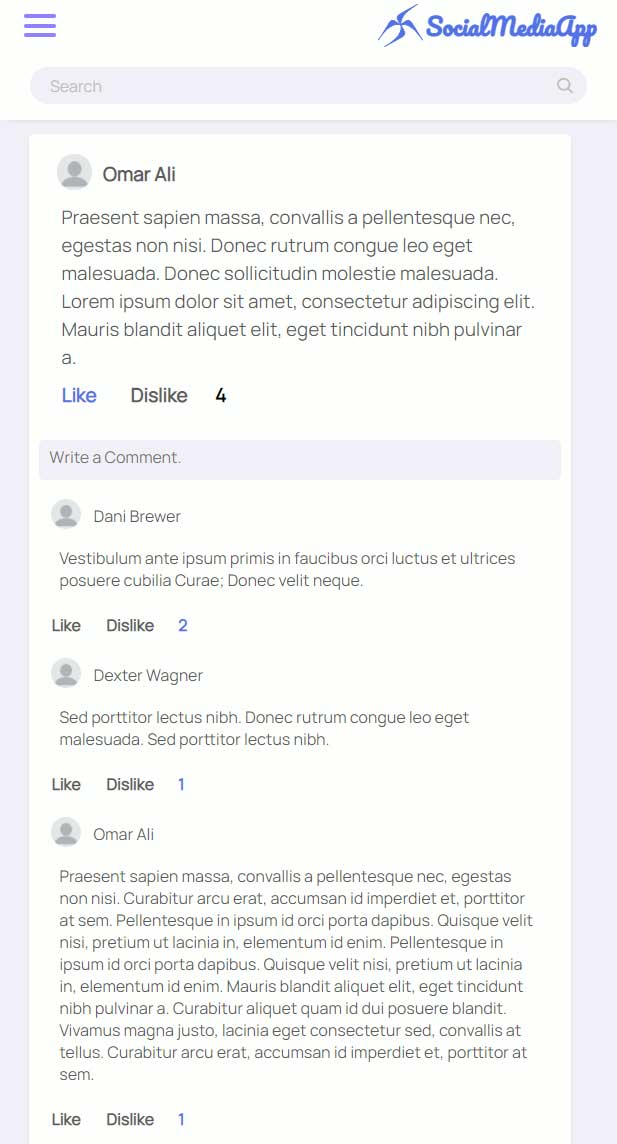 SocialMediaApp
Search
Omar Ali
Praesent sapien massa, convallis a pellentesque nec,
egestas non nisi. Donec rutrum congue leo eget
malesuada. Donec sollicitudin molestie malesuada.
Lorem ipsum dolor sit amet, consectetur adipiscing elit.
Mauris blandit aliquet elit, eget tincidunt nibh pulvinar
a.
Like Dislike 4
Write a Comment.
Dani Brewer
Vestibulum ante ipsum primis in faucibus orci luctus et ultrices
posuere cubilia Curae; Donec velit neque.
Like Dislike 2
Dexter Wagner
Sed porttitor lectus nibh. Donec rutrum congue leo eget
malesuada. Sed porttitor lectus nibh.
Like Dislike 1
Omar Ali
Praesent sapien massa, convallis a pellentesque nec, egestas
non nisi. Curabitur arcu erat, accumsan id imperdiet et, porttitor
at sem. Pellentesque in ipsum id orci porta dapibus. Quisque velit
nisi, pretium ut lacinia in, elementum id enim. Pellentesque in
ipsum id orci porta dapibus. Quisque velit nisi, pretium ut lacinia
in, elementum id enim. Mauris blandit aliquet elit, eget tincidunt
nibh pulvinar a. Curabitur aliquet quam id dui posuere blandit.
Vivamus magna justo, lacinia eget consectetur sed, convallis at
tellus. Curabitur arcu erat, accumsan id imperdiet et, porttitor at
sem.
Like Dislike 1